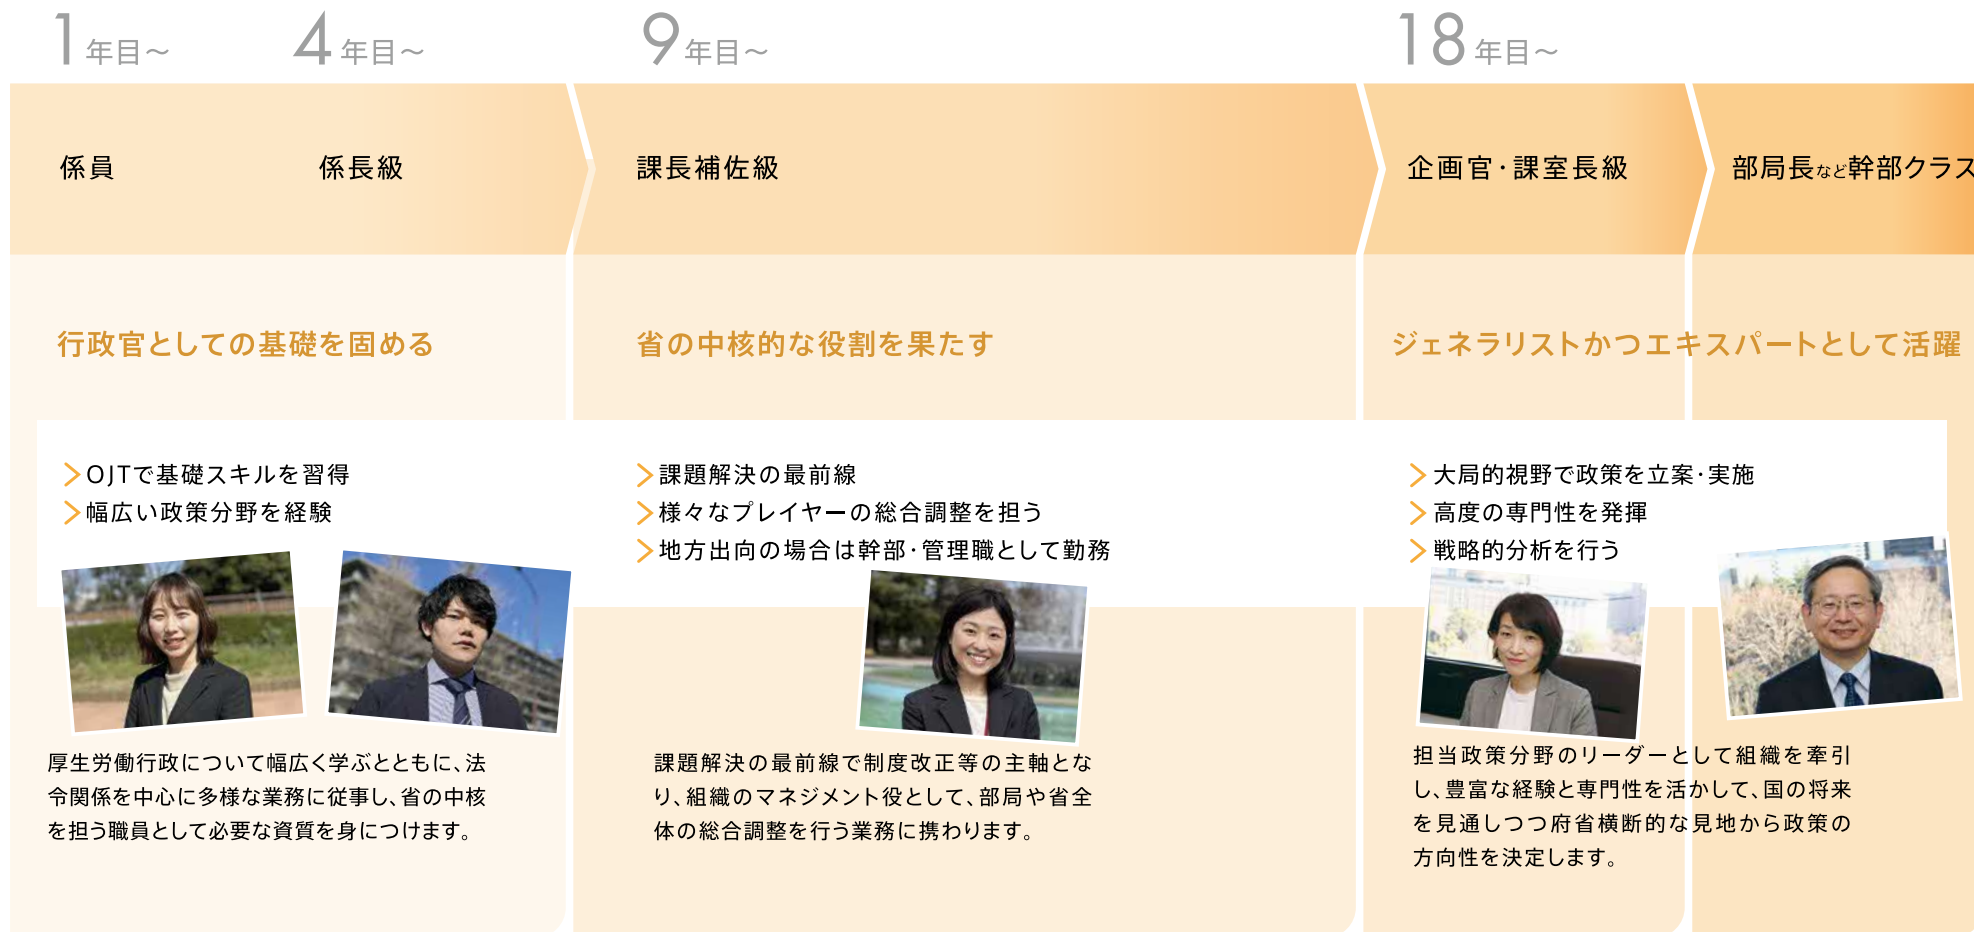 1年目～
4年目～
9年目～
18年目～
係員
係長級
課長補佐級
企画官・課室長級
部局長など幹部クラス
行政官としての基礎を固める
省の中核的な役割を果たす
ジェネラリストかつエキスパートとして活躍
OJTで基礎スキルを習得
幅広い政策分野を経験
課題解決の最前線
様々なプレイヤーの総合調整を担う
地方出向の場合は幹部・管理職として勤務
大局的視野で政策を立案・実施
高度の専門性を発揮
戦略的分析を行う
厚生労働行政について幅広く学ぶとともに、法
令関係を中心に多様な業務に従事し、省の中核
を担う職員として必要な資質を身につけます。
課題解決の最前線で制度改正等の主軸とな
り、組織のマネジメント役として、部局や省全
体の総合調整を行う業務に携わります。
担当政策分野のリーダーとして組織を牽引
し、豊富な経験と専門性を活かして、国の将来
を見通しつつ府省横断的な見地から政策の
方向性を決定します。